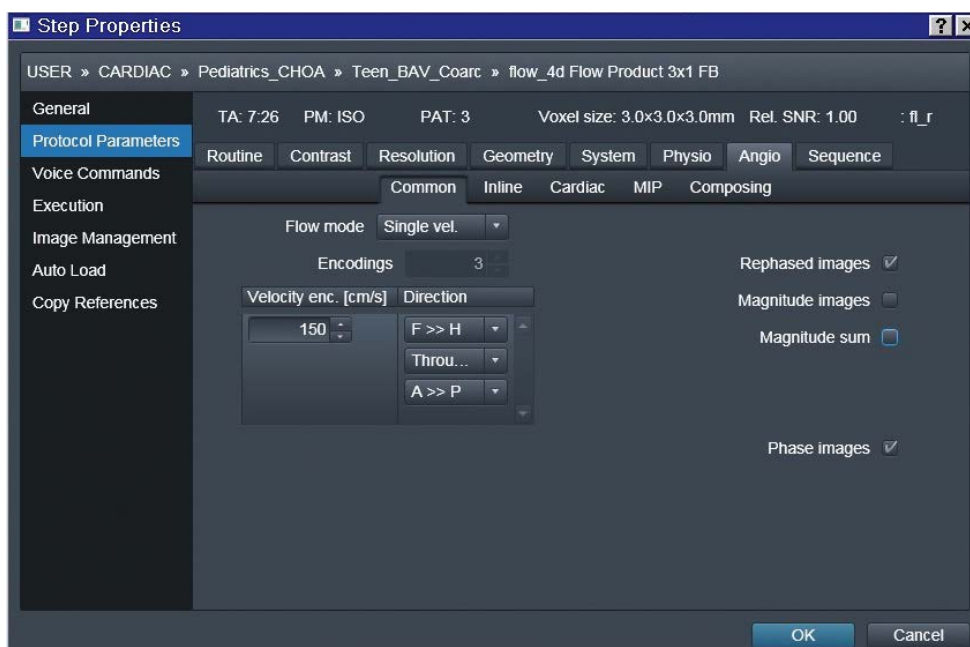 Step Properties
USER » CARDIAC » Pediatrics_CHOA » Teen_BAV_Coarc » flow_4d Flow Product 3x1 FB
General
Protocol Parameters
Voice Commands
Execution
Image Management
Auto Load
Copy References
TA: 7:26 PM: ISO PAT: 3 Voxel size: 3.0×3.0×3.0mm Rel. SNR: 1.00 : fl_r
Routine Contrast Resolution Geometry System Physio Angio Sequence
Common Inline Cardiac MIP Composing
Flow mode Single vel.
Encodings 3
Velocity enc. [cm/s] Direction
150 F >> H
Throu...
A >> P
Rephased images
Magnitude images
Magnitude sum
Phase images
OK Cancel